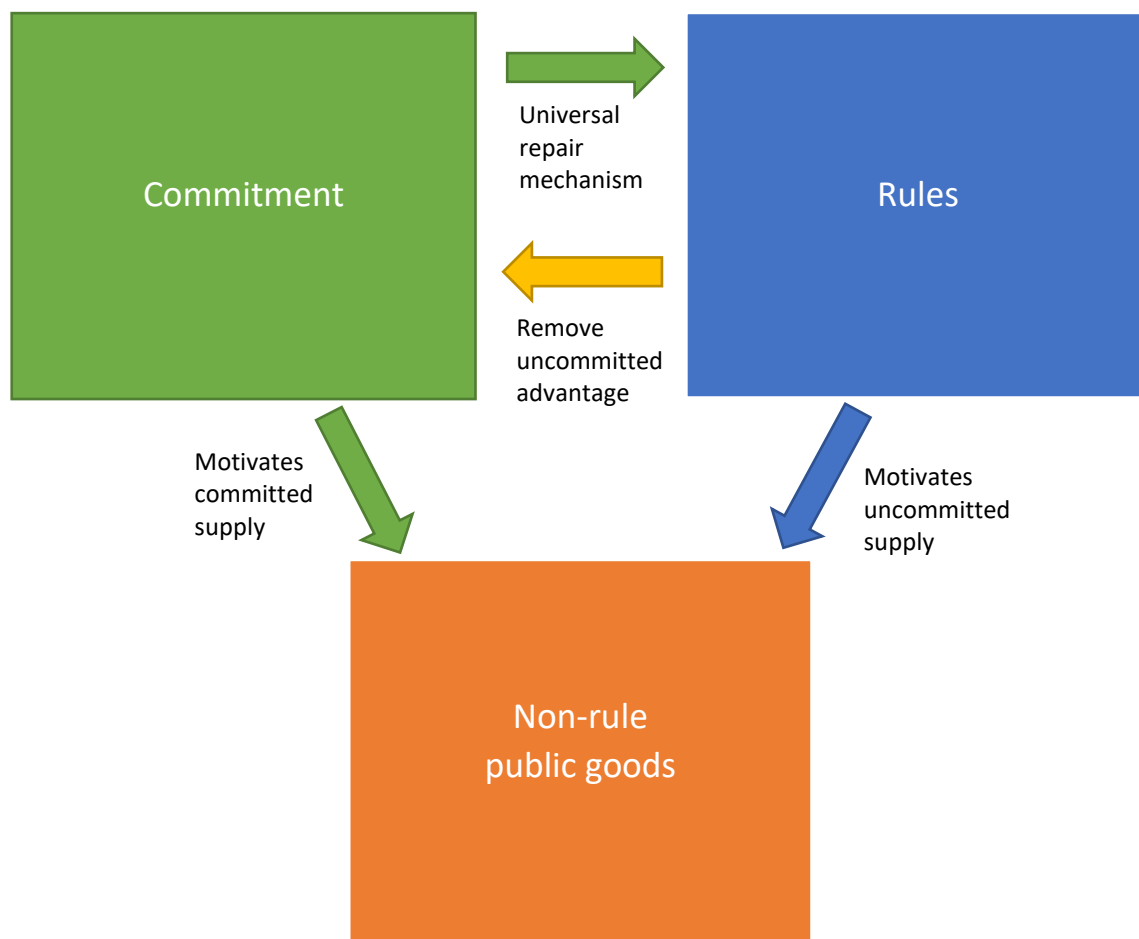 Commitment
Universal
repair
mechanism
Rules
Remove
uncommitted
advantage
Motivates
committed
supply
Motivates
uncommitted
supply
Non-rule
public goods